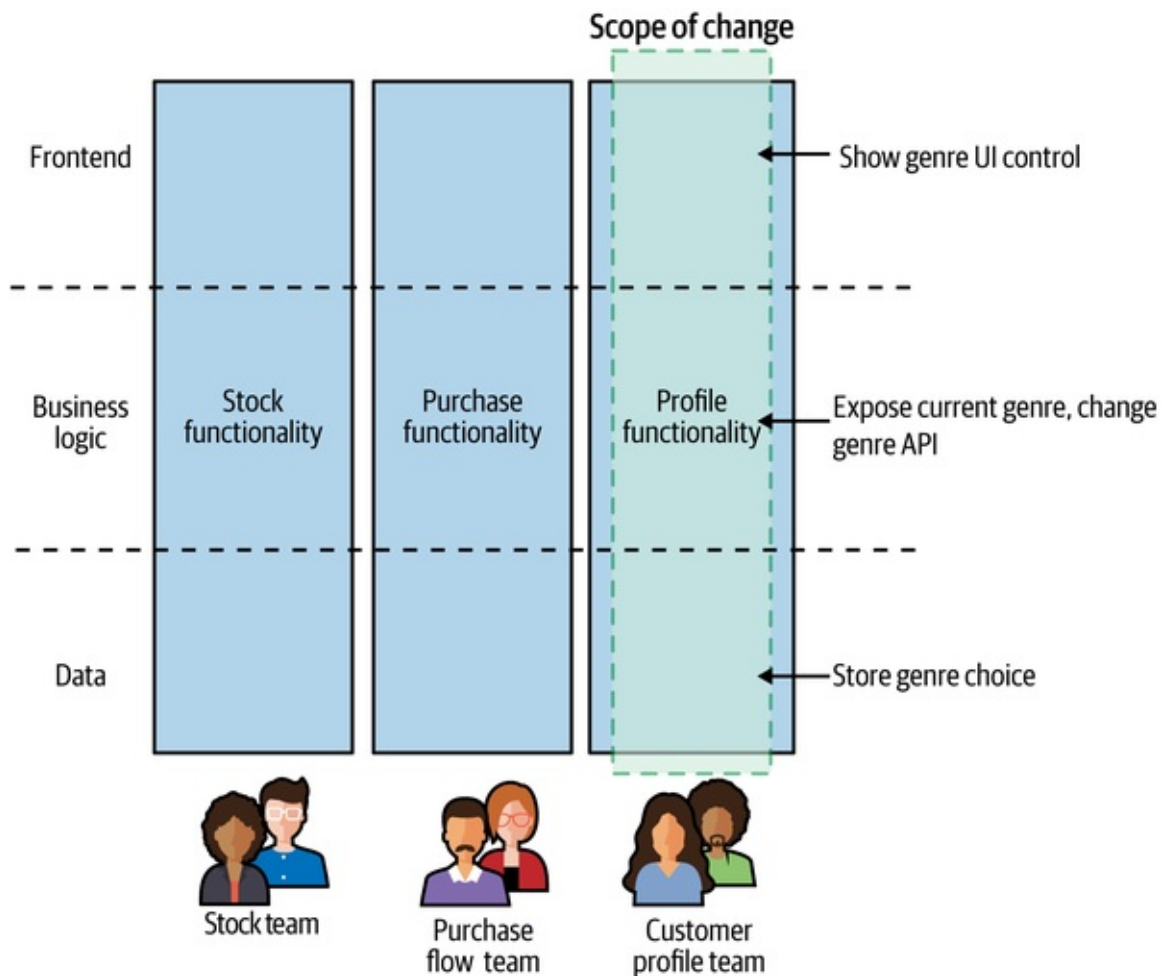 Scope of change
Frontend
Show genre UI control
Business
logic
Stock
functionality
Purchase
functionality
Profile
functionality
Expose current genre, change
genre API
Data
Store genre choice
Stock team
Purchase
flow team
Customer
profile team